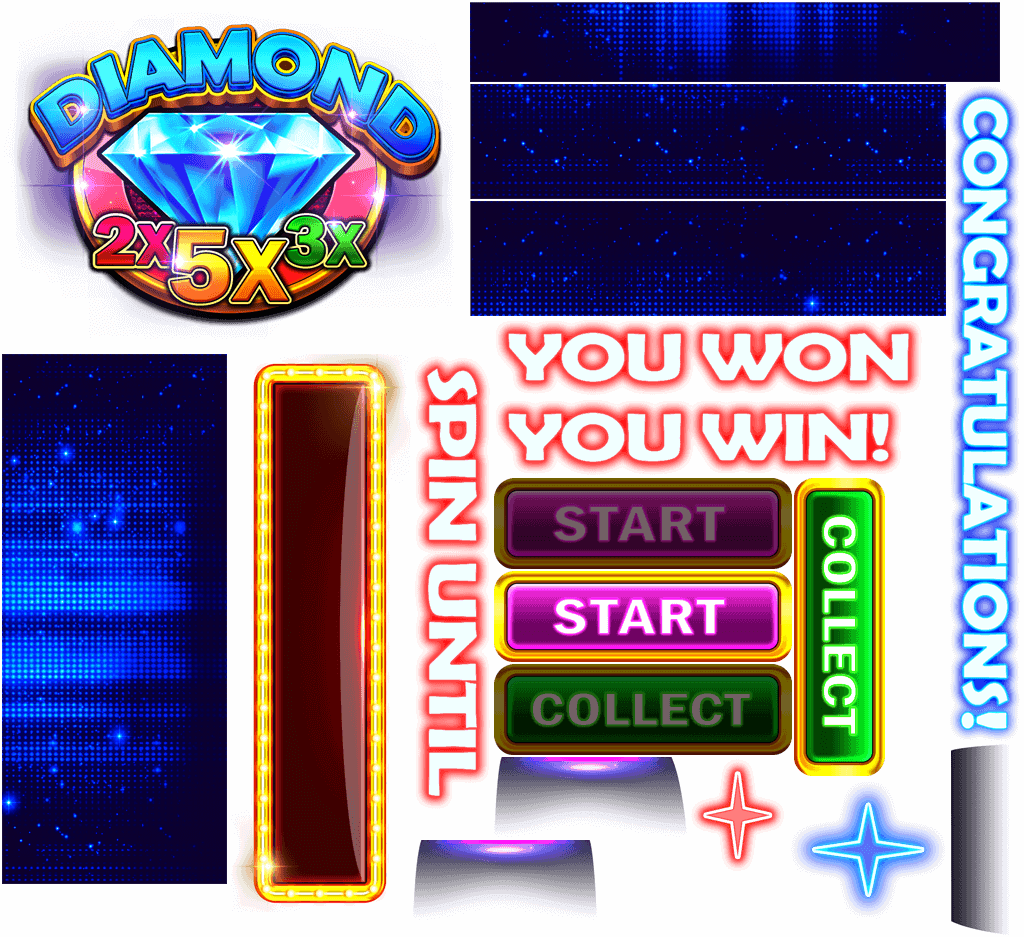 DIAMOND
2X 5X 3X
YOU WON
YOU WIN!
SPIN UNTIL
START
START
COLLECT
COLLECT
CONGRATULATIONS!